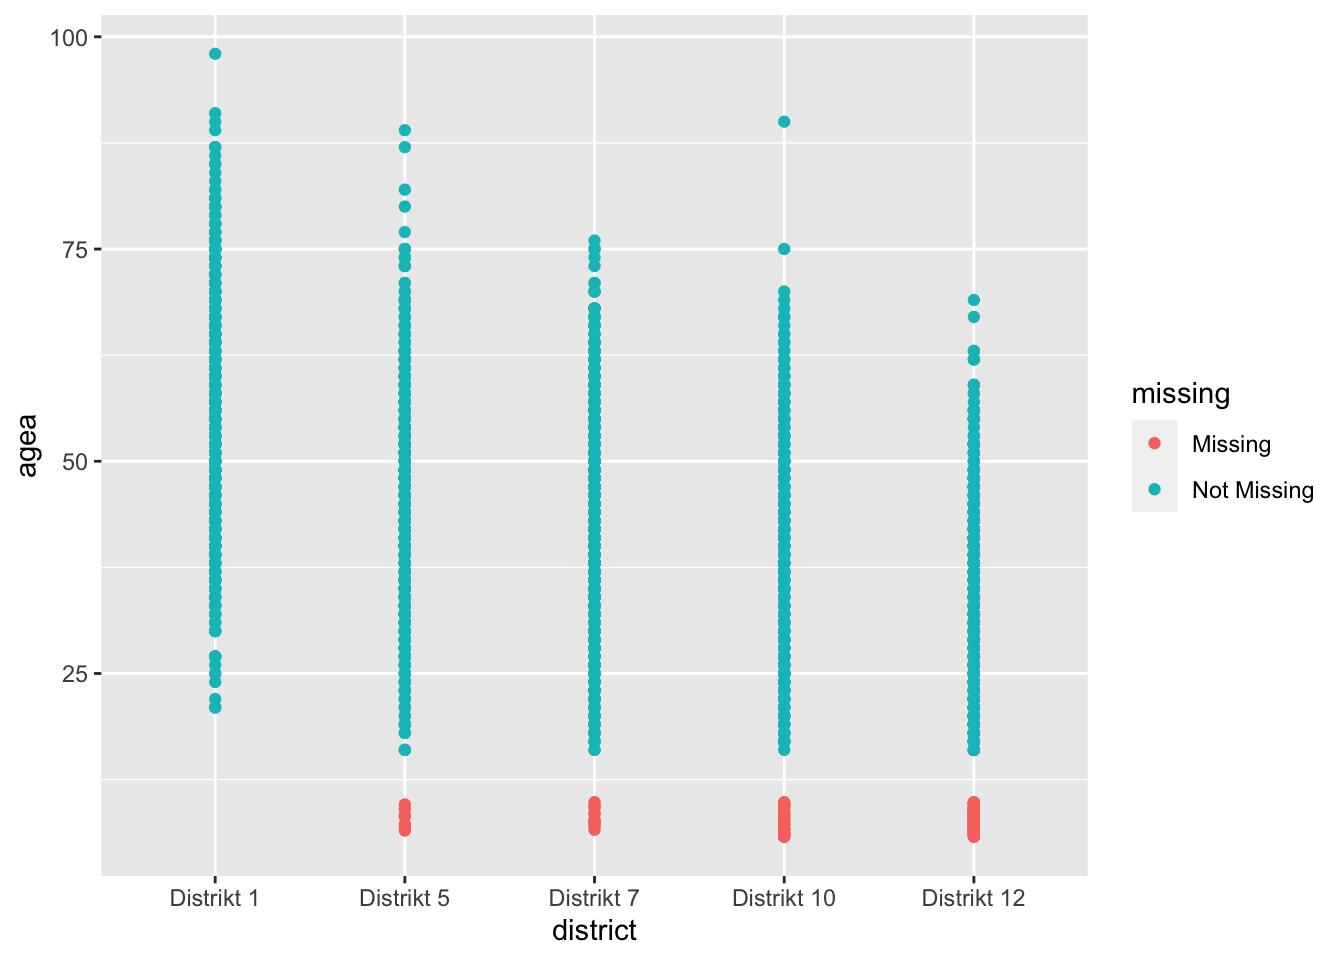 100
75
50
25
agea
Distrikt 1
Distrikt 5
Distrikt 7
Distrikt 10
Distrikt 12
district
missing
Missing
Not Missing